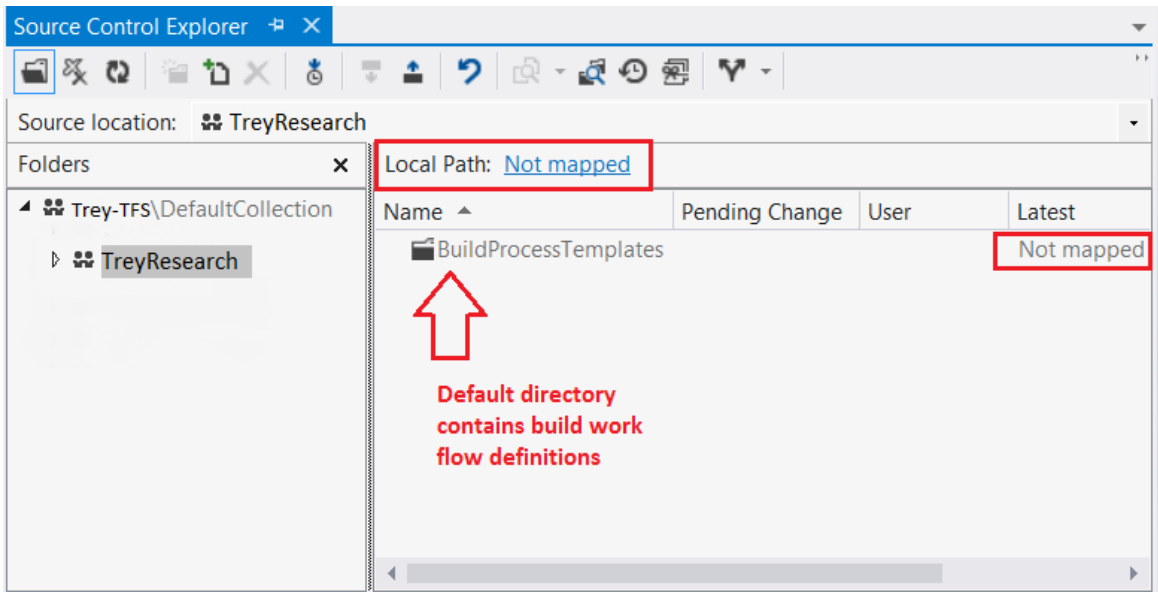 Source Control Explorer
Source location: TreyResearch
Folders
Local Path: Not mapped
Trey-TFS\DefaultCollection
TreyResearch
Name Pending Change User Latest
BuildProcessTemplates Not mapped
Default directory
contains build work
flow definitions